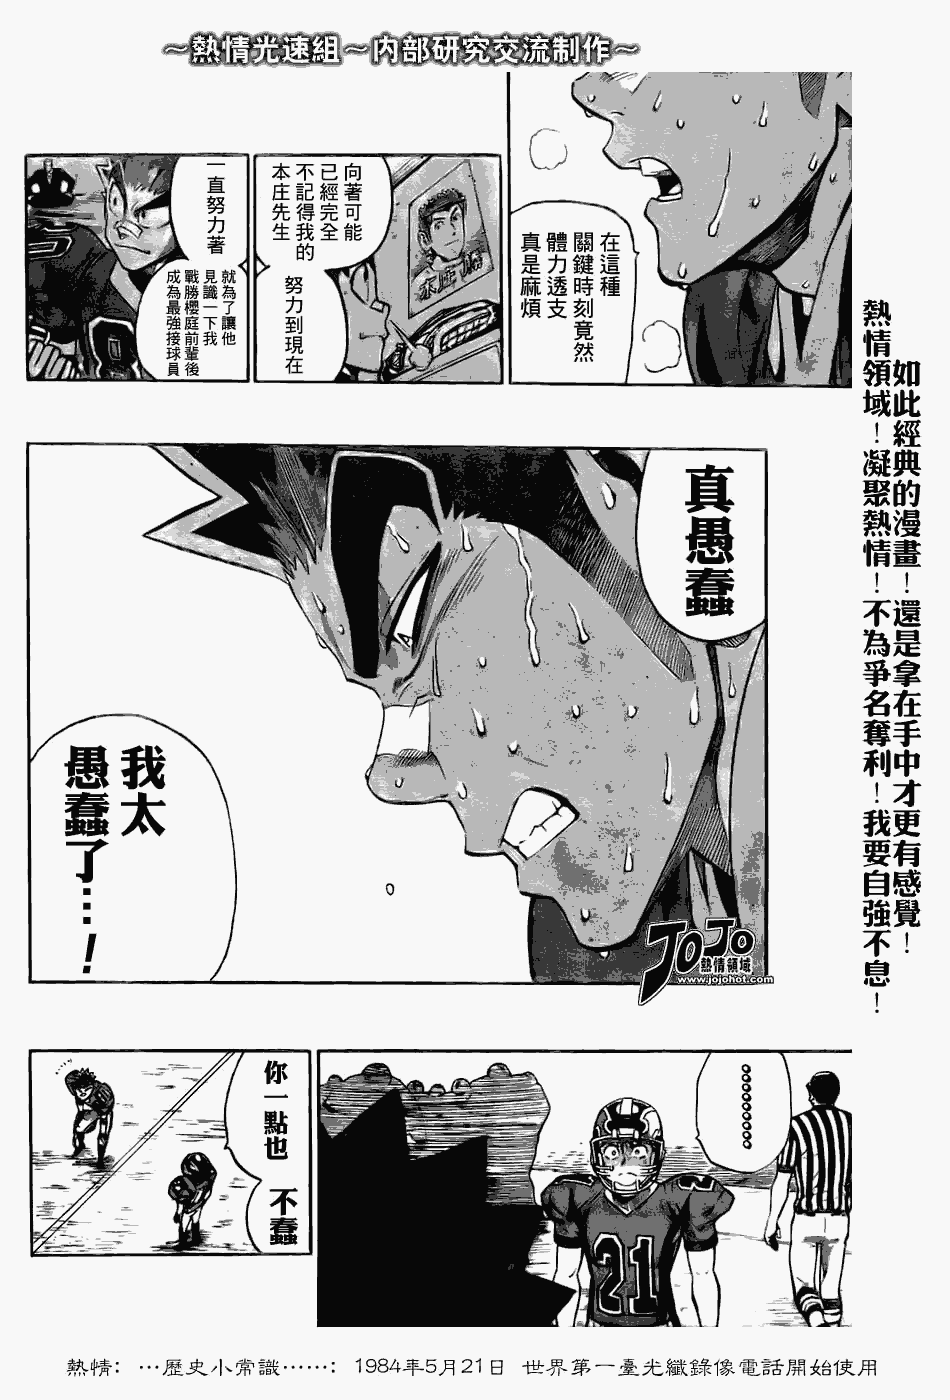 ～熱情光速組～內部研究交流制作～
在這種
關鍵時刻竟然
體力透支
真是麻煩
向著可能
已經完全
不記得我的
本庄先生
努力到現在
一直努力著
就為了讓他
見識一下我
戰勝櫻庭前輩後
成為最強接球員
真愚蠢
我太
愚蠢了…!
JOJO
熱情領域
www.jojohot.com
………
21
你一點也
不蠢
如此經典的漫畫！還是拿在手中才更有感覺！
熱情領域！凝聚熱情！不為爭名奪利！我要自強不息！
熱情：…歷史小常識……：1984年5月21日 世界第一臺光纖錄像電話開始使用